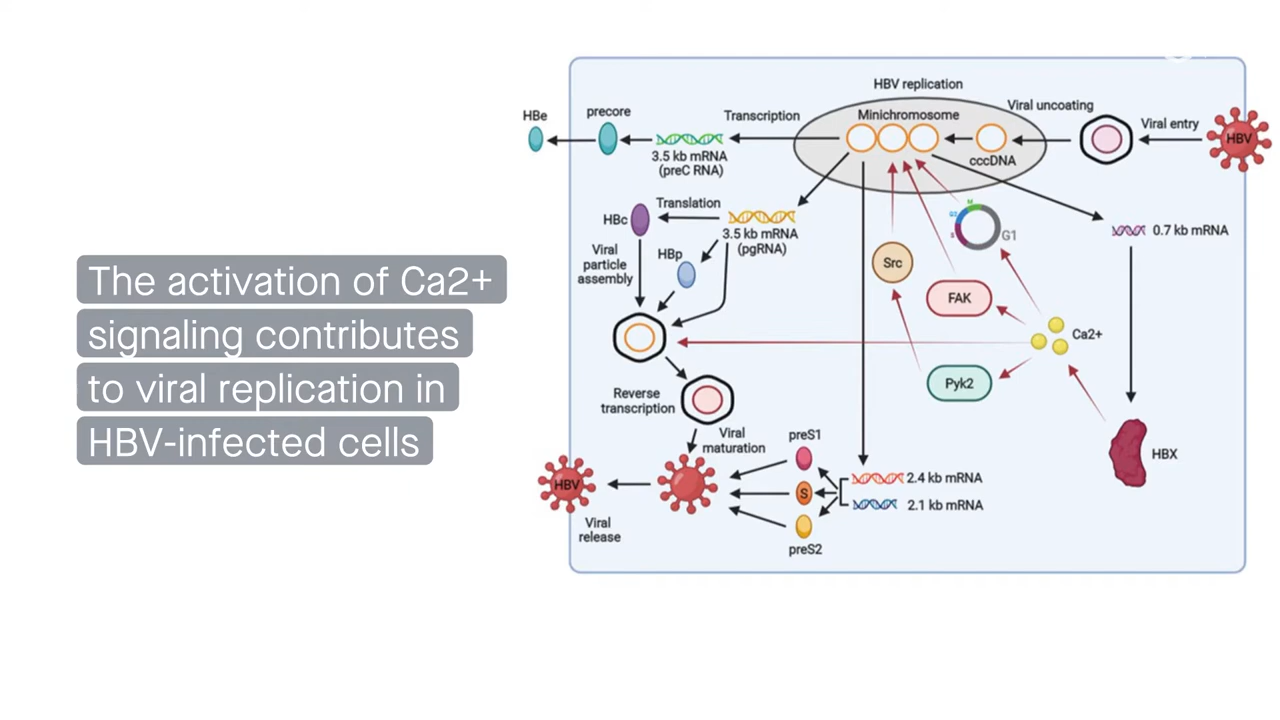 The activation of Ca2+
signaling contributes
to viral replication in
HBV-infected cells
HBV replication
HBe
precore
Transcription
Minichromosome
Viral uncoating
Viral entry
HBV
cccDNA
3.5 kb mRNA
(preC RNA)
HBc
Translation
3.5 kb mRNA
(pgRNA)
M
G2
S
G1
0.7 kb mRNA
Viral
particle
assembly
HBp
Src
FAK
Ca2+
Pyk2
Reverse
transcription
Viral
maturation
preS1
HBX
HBV
S
2.4 kb mRNA
2.1 kb mRNA
Viral
release
preS2